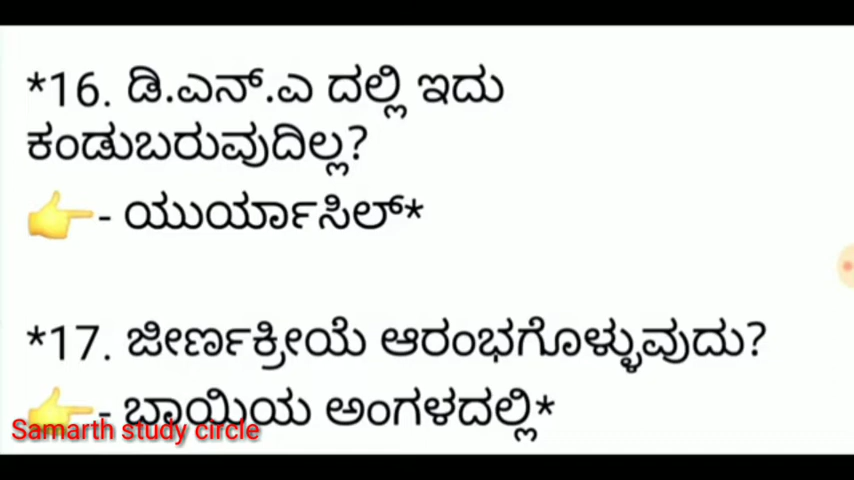 *16. ಡಿ.ಎನ್.ಎ ದಲ್ಲಿ ಇದು
ಕಂಡುಬರುವುದಿಲ್ಲ?
👉- ಯುರ್ಯಾಸಿಲ್*
*17. ಜೀರ್ಣಕ್ರೀಯೆ ಆರಂಭಗೊಳ್ಳುವುದು?
👉- ಬಾಯಿಯ ಅಂಗಳದಲ್ಲಿ*
Samarth study circle